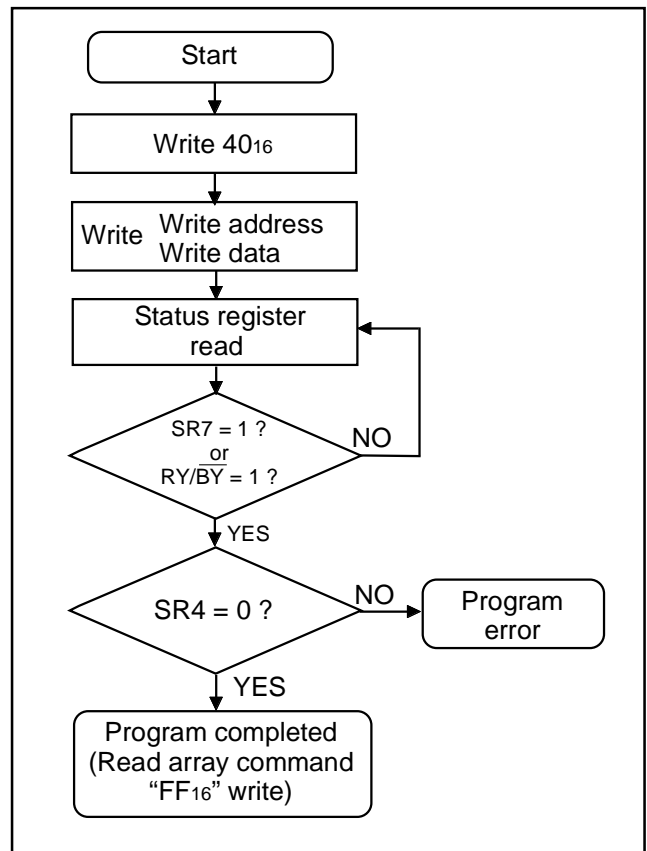 Start
Write 40₁₆
Write Write address
Write data
Status register
read
SR7 = 1 ?
or
RY/B̅Y̅ = 1 ?
NO
YES
SR4 = 0 ?
NO
Program
error
YES
Program completed
(Read array command
“FF₁₆” write)